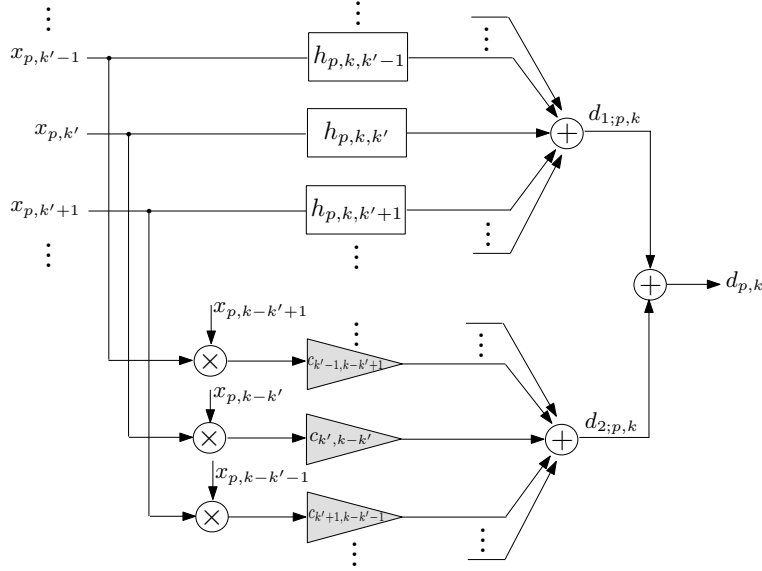 x_{p,k'-1}
h_{p,k,k'-1}
x_{p,k'}
h_{p,k,k'}
+
d_{1;p,k}
x_{p,k'+1}
h_{p,k,k'+1}
+
d_{p,k}
x_{p,k-k'+1}
×
c_{k'-1,k-k'+1}
x_{p,k-k'}
×
c_{k',k-k'}
+
d_{2;p,k}
x_{p,k-k'-1}
×
c_{k'+1,k-k'-1}